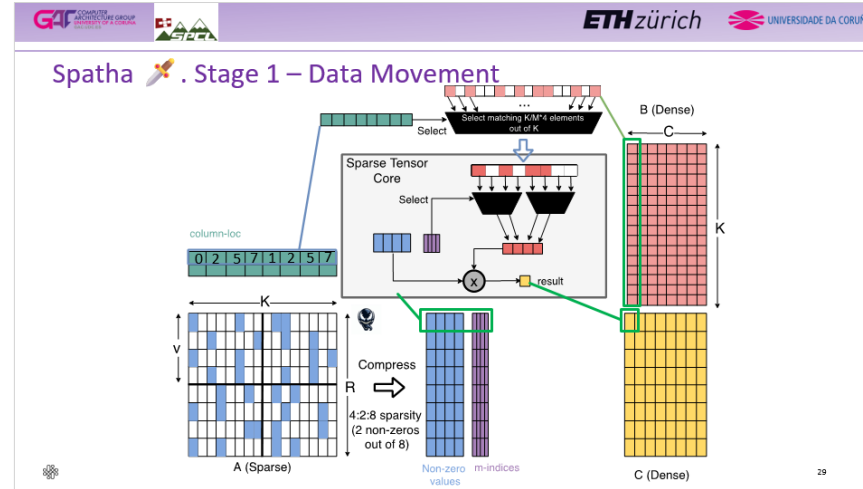 GAC COMPUTER
ARCHITECTURE GROUP
UNIVERSITY OF A CORUÑA
SPCL
ETH zürich
UNIVERSIDADE DA CORUÑ
Spatha . Stage 1 – Data Movement
...
Select matching K/M*4 elements
out of K
Select
B (Dense)
C
K
Sparse Tensor
Core
Select
x
result
column-loc
0 2 5 7 1 2 5 7
K
V
R
Compress
4:2:8 sparsity
(2 non-zeros
out of 8)
A (Sparse)
Non-zero
values
m-indices
C (Dense)
29